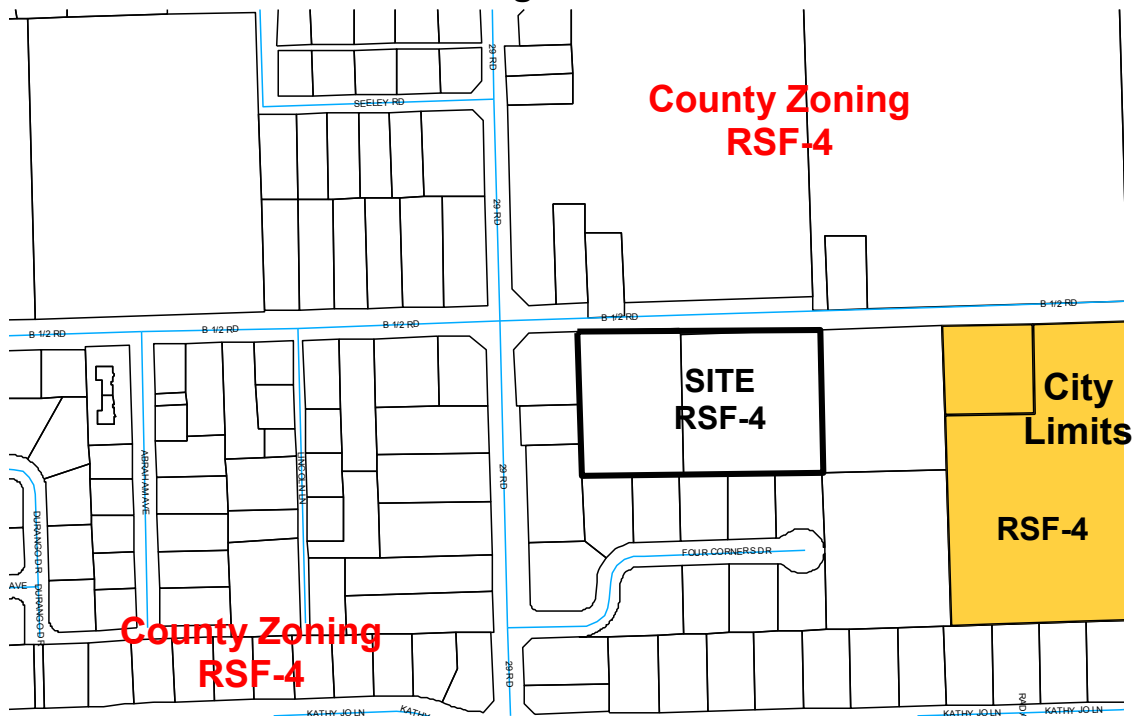 29 RD
SEELEY RD
County Zoning
RSF-4
29 RD
B 1/2 RD
B 1/2 RD
B 1/2 RD
B 1/2 RD
B 1/2 RD
SITE
RSF-4
City
Limits
ABRAHAM AVE
LINCOLN LN
29 RD
DURANGO DR
DURANGO DR
AVE
RSF-4
FOUR CORNERS DR
County Zoning
RSF-4
29 RD
KATHY JO LN
KATHY
KATHY JO LN
KATHY JO LN